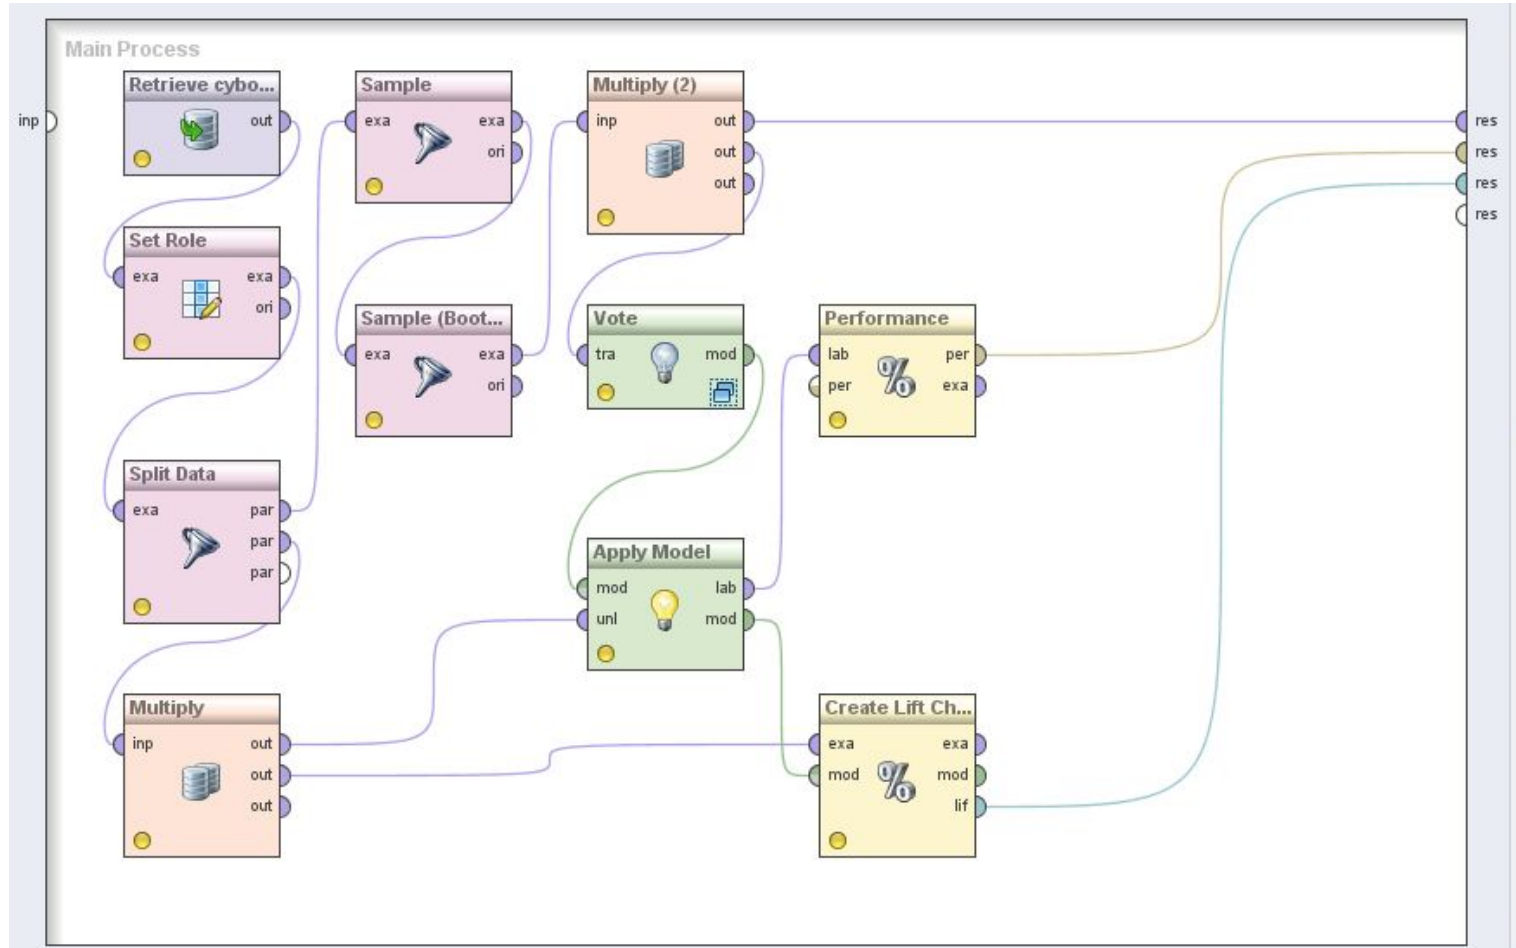 Main Process
inp
Retrieve cybo...
out
Set Role
exa exa
ori
Split Data
exa par
par
par
Multiply
inp out
out
out
Sample
exa exa
ori
Sample (Boot...
exa exa
ori
Multiply (2)
inp out
out
out
Vote
tra mod
Apply Model
mod lab
unl mod
Performance
lab per
per exa
%
Create Lift Ch...
exa exa
mod mod
lif
%
res
res
res
res